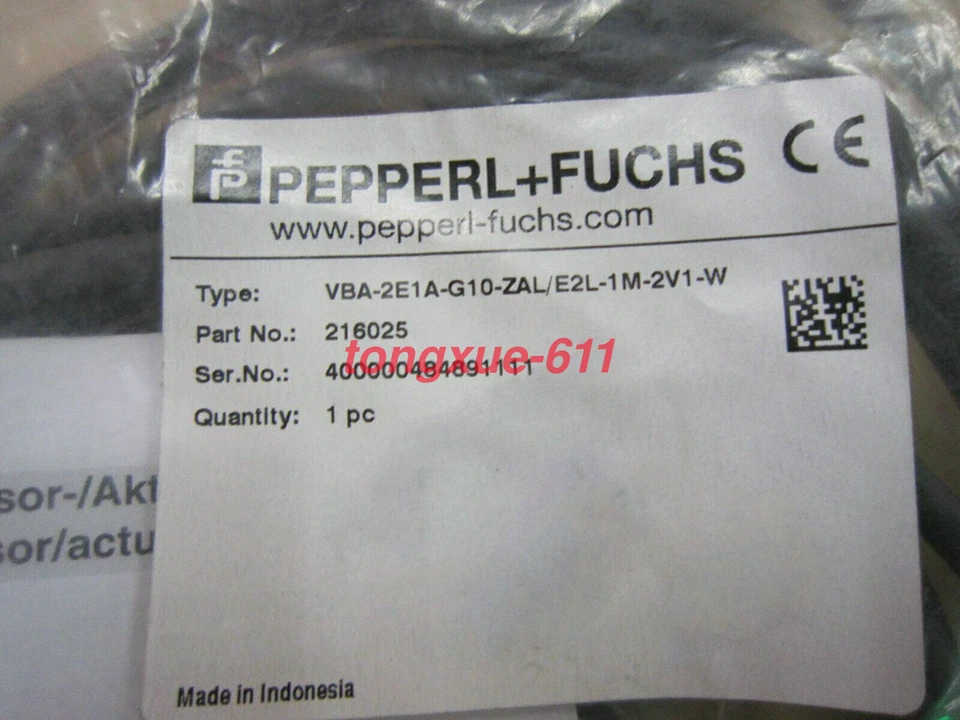 PEPPERL+FUCHS CE
www.pepperl-fuchs.com
Type: VBA-2E1A-G10-ZAL/E2L-1M-2V1-W
Part No.: 216025
tongxue-611
Ser.No.: 400000484891111
Quantity: 1 pc
sor-/Akt
sor/actu
Made in Indonesia